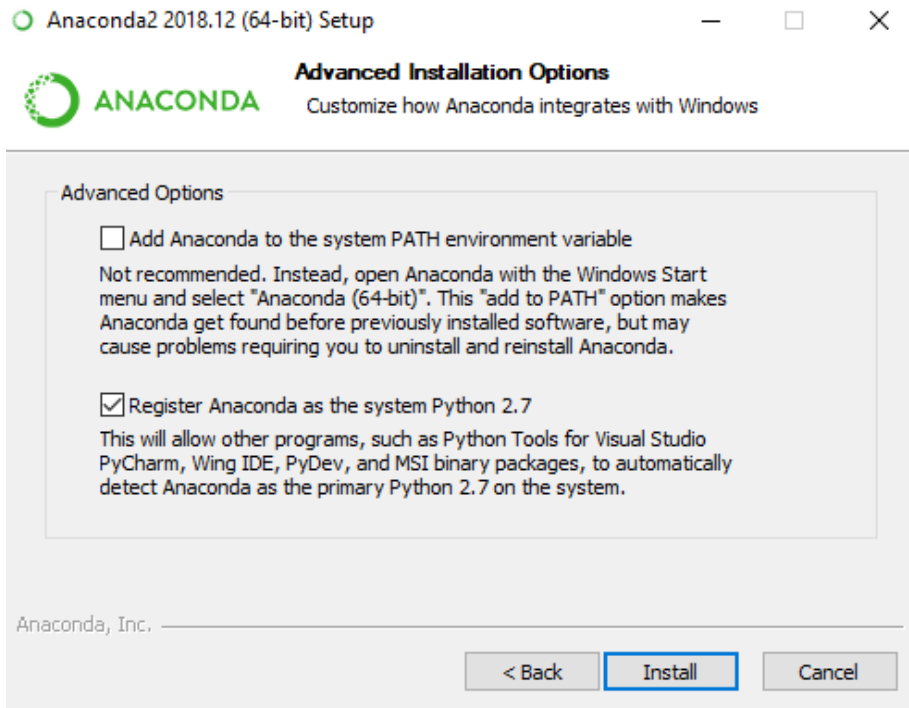 Anaconda2 2018.12 (64-bit) Setup
ANACONDA
Advanced Installation Options
Customize how Anaconda integrates with Windows
Advanced Options
Add Anaconda to the system PATH environment variable
Not recommended. Instead, open Anaconda with the Windows Start
menu and select "Anaconda (64-bit)". This "add to PATH" option makes
Anaconda get found before previously installed software, but may
cause problems requiring you to uninstall and reinstall Anaconda.
Register Anaconda as the system Python 2.7
This will allow other programs, such as Python Tools for Visual Studio
PyCharm, Wing IDE, PyDev, and MSI binary packages, to automatically
detect Anaconda as the primary Python 2.7 on the system.
Anaconda, Inc.
< Back
Install
Cancel